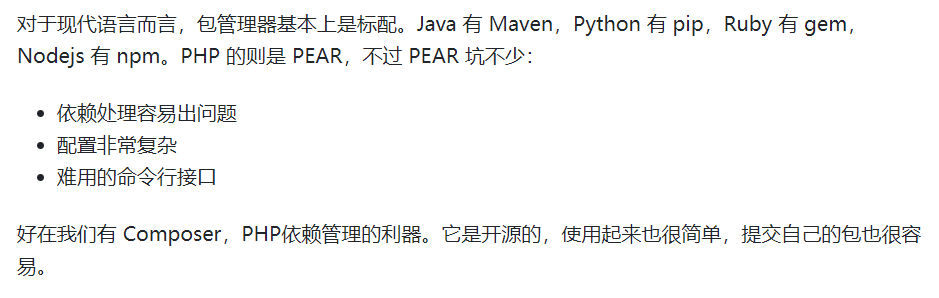 对于现代语言而言，包管理器基本上是标配。Java 有 Maven，Python 有 pip，Ruby 有 gem，
Nodejs 有 npm。PHP 的则是 PEAR，不过 PEAR 坑不少：
• 依赖处理容易出问题
• 配置非常复杂
• 难用的命令行接口
好在我们有 Composer，PHP依赖管理的利器。它是开源的，使用起来也很简单，提交自己的包也很容
易。